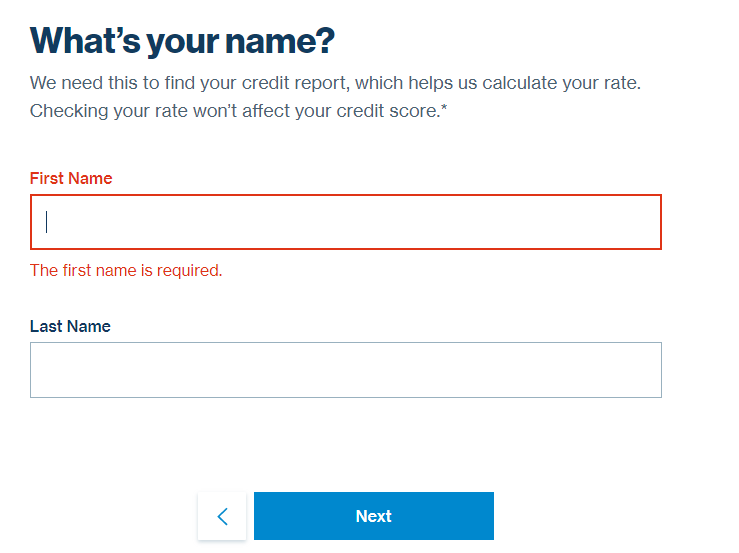 What’s your name?
We need this to find your credit report, which helps us calculate your rate.
Checking your rate won’t affect your credit score.*
First Name
The first name is required.
Last Name
Next